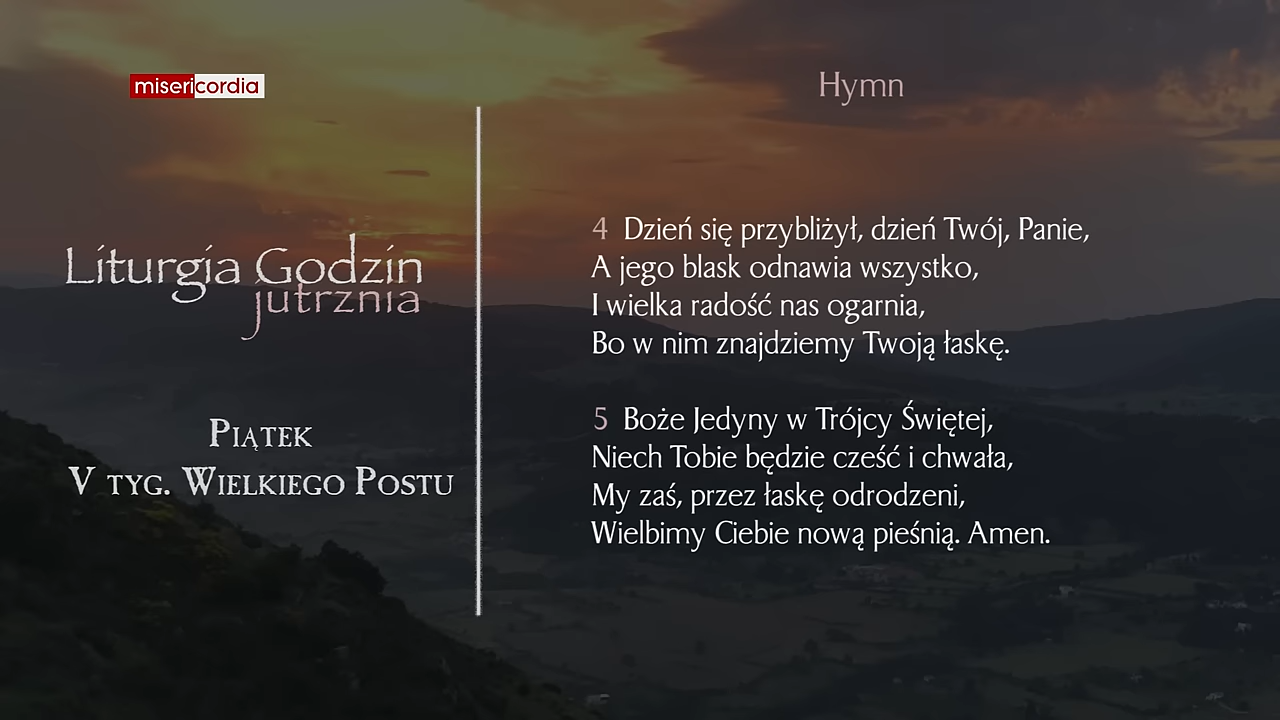 misericordia
Liturgia Godzin
jutrznia
Piątek
V tyg. Wielkiego Postu
Hymn
4 Dzień się przybliżył, dzień Twój, Panie,
A jego blask odnawia wszystko,
I wielka radość nas ogarnia,
Bo w nim znajdziemy Twoją łaskę.
5 Boże Jedyny w Trójcy Świętej,
Niech Tobie będzie cześć i chwała,
My zaś, przez łaskę odrodzeni,
Wielbimy Ciebie nową pieśnią. Amen.